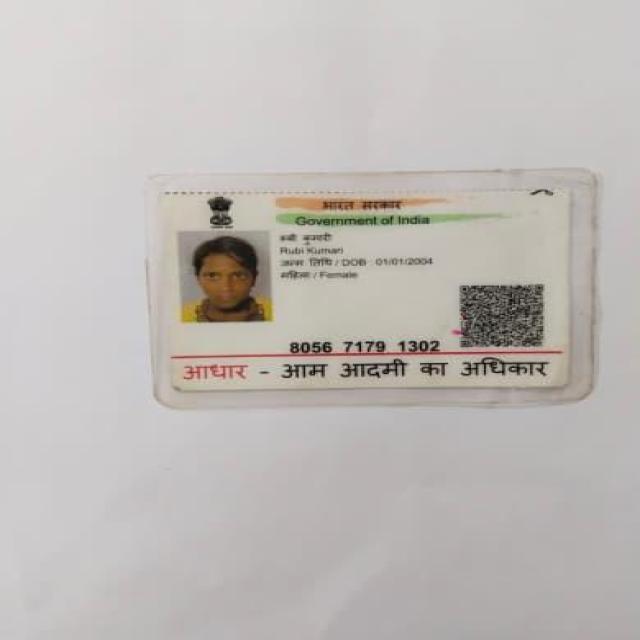 भारत सरकार
Government of India
रुबी कुमारी
Rubi Kumari
जन्म तिथि / DOB : 01/01/2004
महिला / Female
8056 7179 1302
आधार - आम आदमी का अधिकार